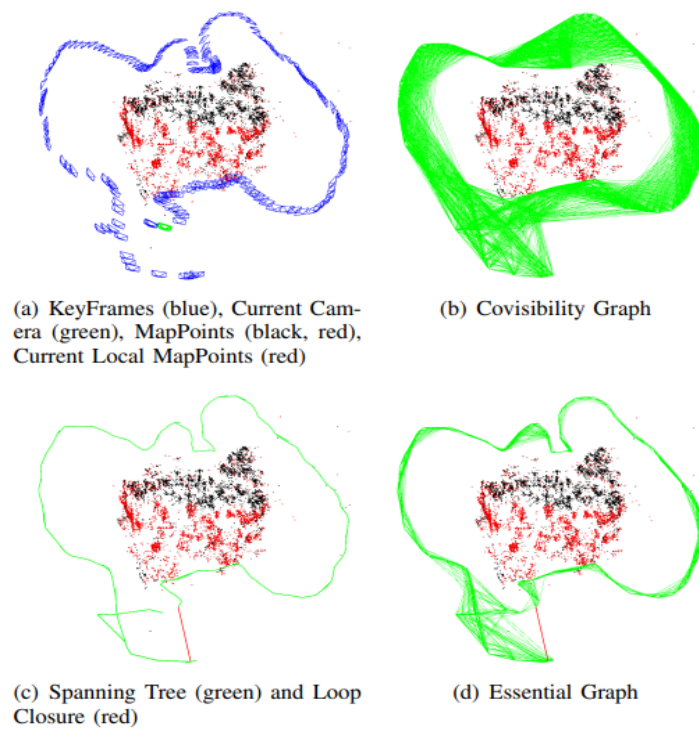 (a) KeyFrames (blue), Current Cam-
era (green), MapPoints (black, red),
Current Local MapPoints (red)
(b) Covisibility Graph
(c) Spanning Tree (green) and Loop
Closure (red)
(d) Essential Graph